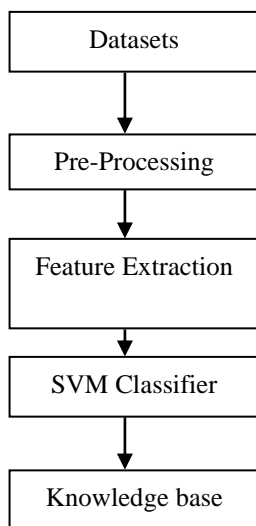 Datasets
Pre-Processing
Feature Extraction
SVM Classifier
Knowledge base